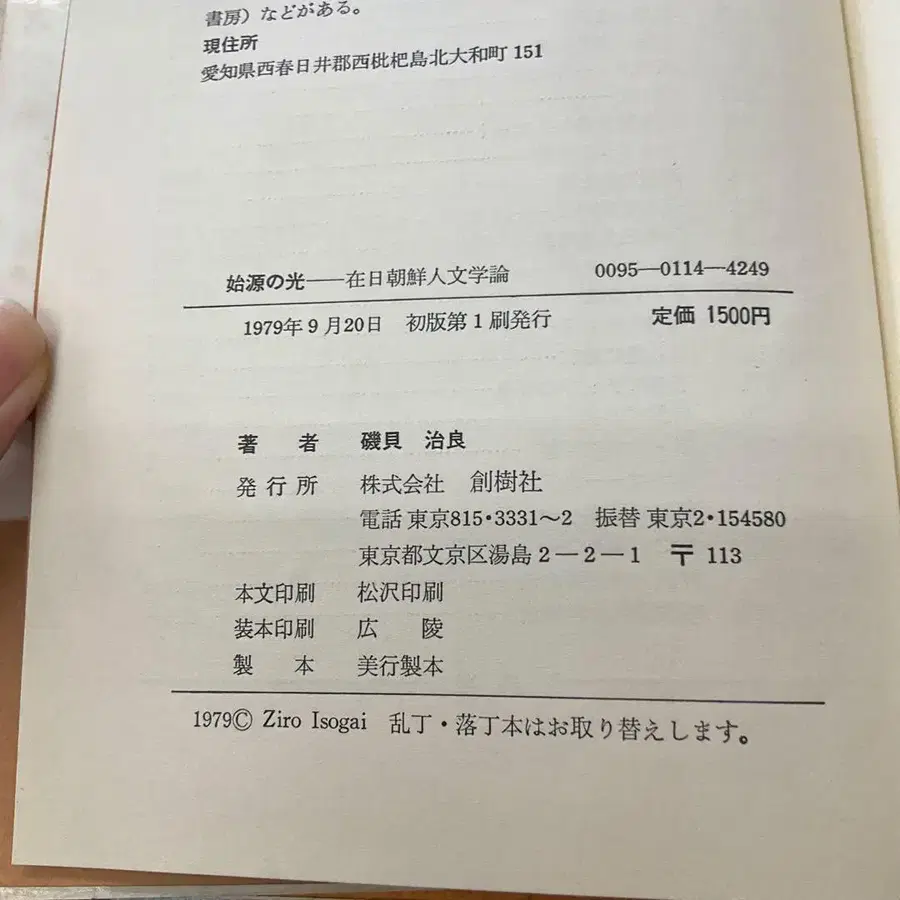 書房）などがある。
現住所
愛知県西春日井郡西枇杷島北大和町 151
始源の光――在日朝鮮人文学論　0095―0114―4249
1979年9月20日　初版第1刷発行　定価 1500円
著　者　磯貝　治良
発行所　株式会社　創樹社
電話 東京815・3331〜2　振替 東京2・154580
東京都文京区湯島2―2―1　〒 113
本文印刷　松沢印刷
装本印刷　広　陵
製　本　美行製本
1979© Ziro Isogai　乱丁・落丁本はお取り替えします。